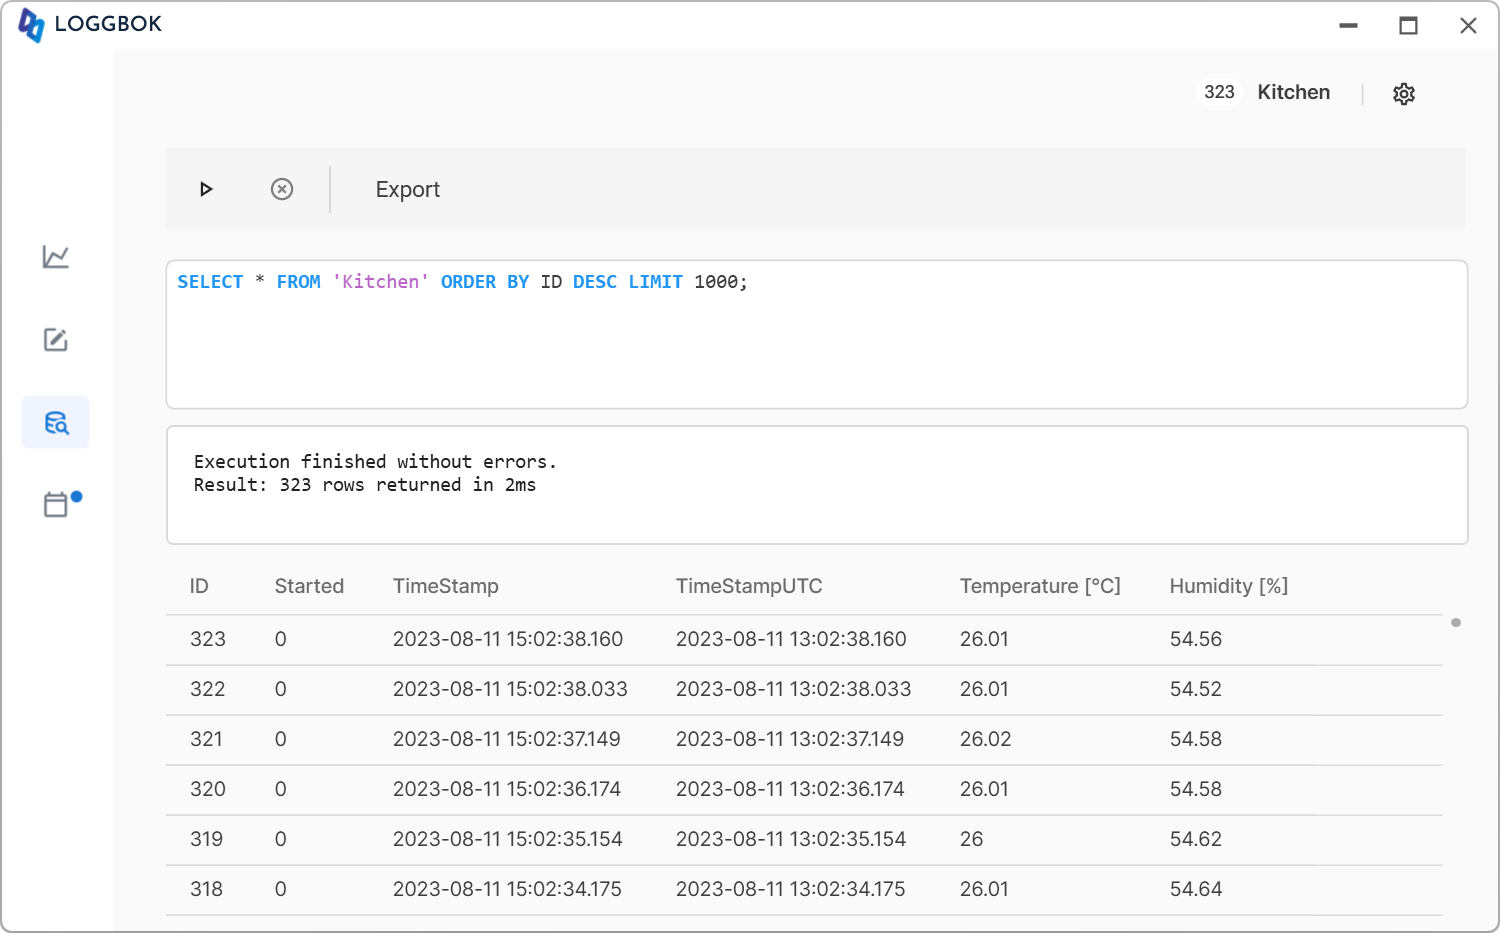 LOGGBOK
323 Kitchen
Export
SELECT * FROM 'Kitchen' ORDER BY ID DESC LIMIT 1000;
Execution finished without errors.
Result: 323 rows returned in 2ms
ID Started TimeStamp TimeStampUTC Temperature [°C] Humidity [%]
323 0 2023-08-11 15:02:38.160 2023-08-11 13:02:38.160 26.01 54.56
322 0 2023-08-11 15:02:38.033 2023-08-11 13:02:38.033 26.01 54.52
321 0 2023-08-11 15:02:37.149 2023-08-11 13:02:37.149 26.02 54.58
320 0 2023-08-11 15:02:36.174 2023-08-11 13:02:36.174 26.01 54.58
319 0 2023-08-11 15:02:35.154 2023-08-11 13:02:35.154 26 54.62
318 0 2023-08-11 15:02:34.175 2023-08-11 13:02:34.175 26.01 54.64